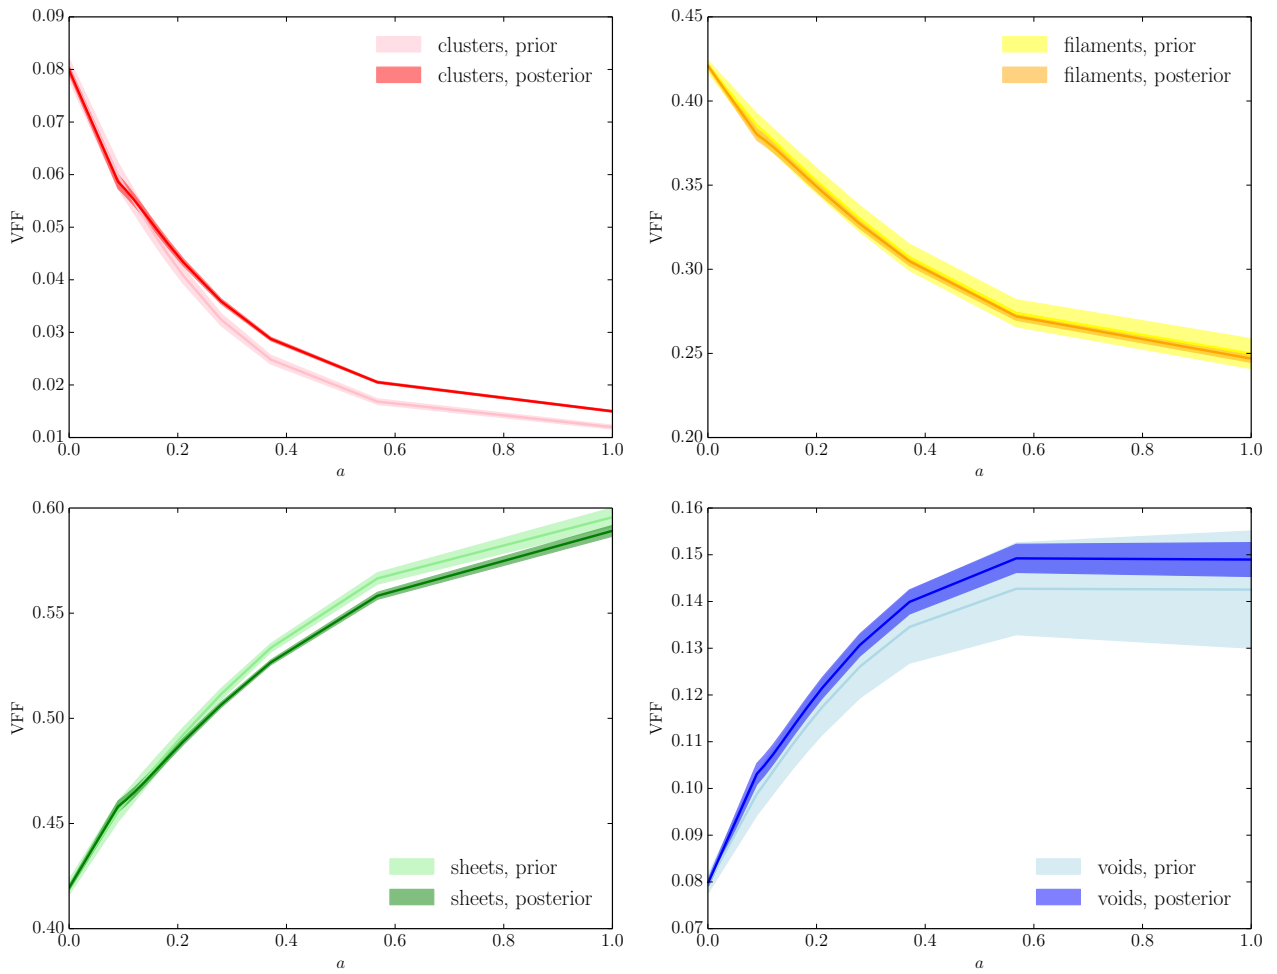 0.09
0.08
0.07
0.06
0.05
0.04
0.03
0.02
0.01
VFF
0.0 0.2 0.4 0.6 0.8 1.0
a
clusters, prior
clusters, posterior
0.45
0.40
0.35
0.30
0.25
0.20
VFF
0.0 0.2 0.4 0.6 0.8 1.0
a
filaments, prior
filaments, posterior
0.60
0.55
0.50
0.45
0.40
VFF
0.0 0.2 0.4 0.6 0.8 1.0
a
sheets, prior
sheets, posterior
0.16
0.15
0.14
0.13
0.12
0.11
0.10
0.09
0.08
0.07
VFF
0.0 0.2 0.4 0.6 0.8 1.0
a
voids, prior
voids, posterior